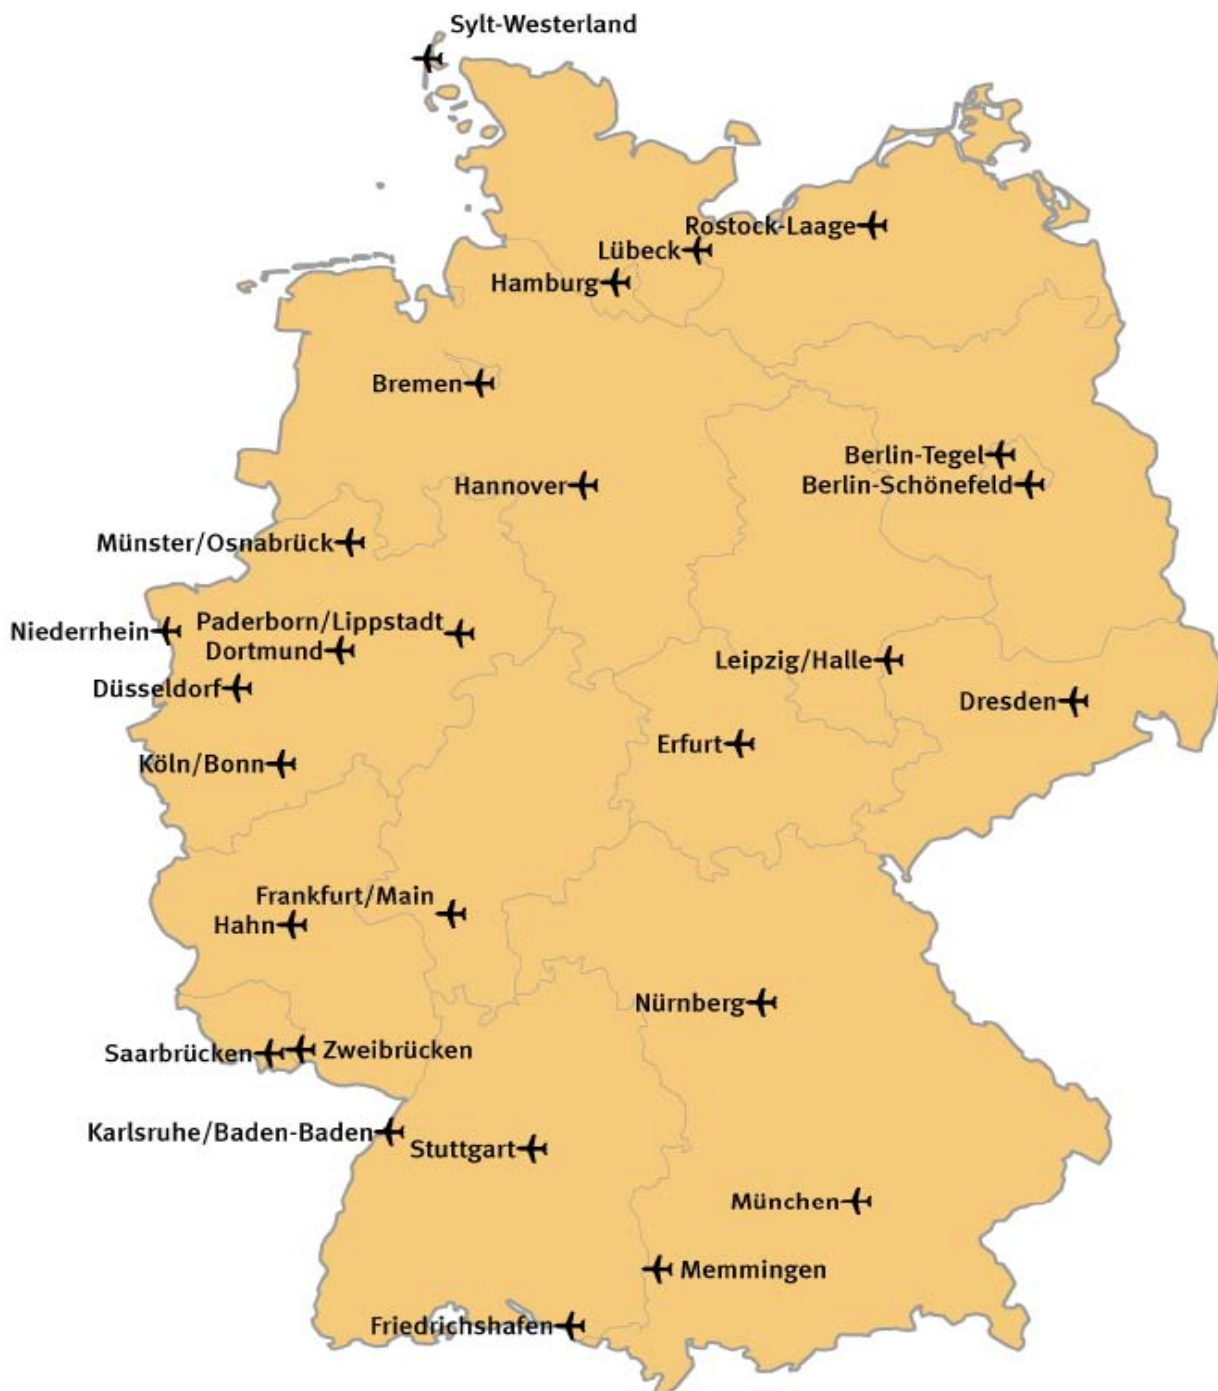 Sylt-Westerland
Rostock-Laage
Lübeck
Hamburg
Bremen
Berlin-Tegel
Hannover
Berlin-Schönefeld
Münster/Osnabrück
Paderborn/Lippstadt
Niederrhein
Dortmund
Leipzig/Halle
Düsseldorf
Dresden
Erfurt
Köln/Bonn
Frankfurt/Main
Hahn
Nürnberg
Saarbrücken
Zweibrücken
Karlsruhe/Baden-Baden
Stuttgart
München
Memmingen
Friedrichshafen